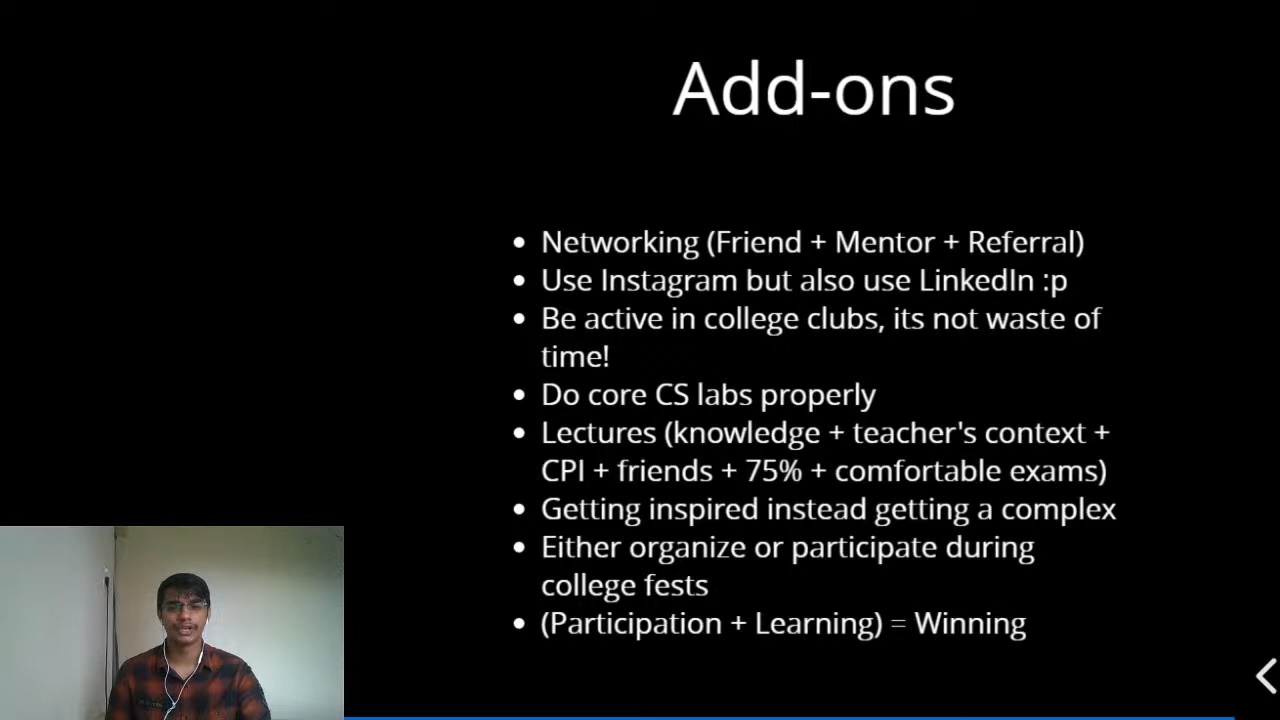 Add-ons
Networking (Friend + Mentor + Referral)
Use Instagram but also use LinkedIn :p
Be active in college clubs, its not waste of
time!
Do core CS labs properly
Lectures (knowledge + teacher's context +
CPI + friends + 75% + comfortable exams)
Getting inspired instead getting a complex
Either organize or participate during
college fests
(Participation + Learning) = Winning